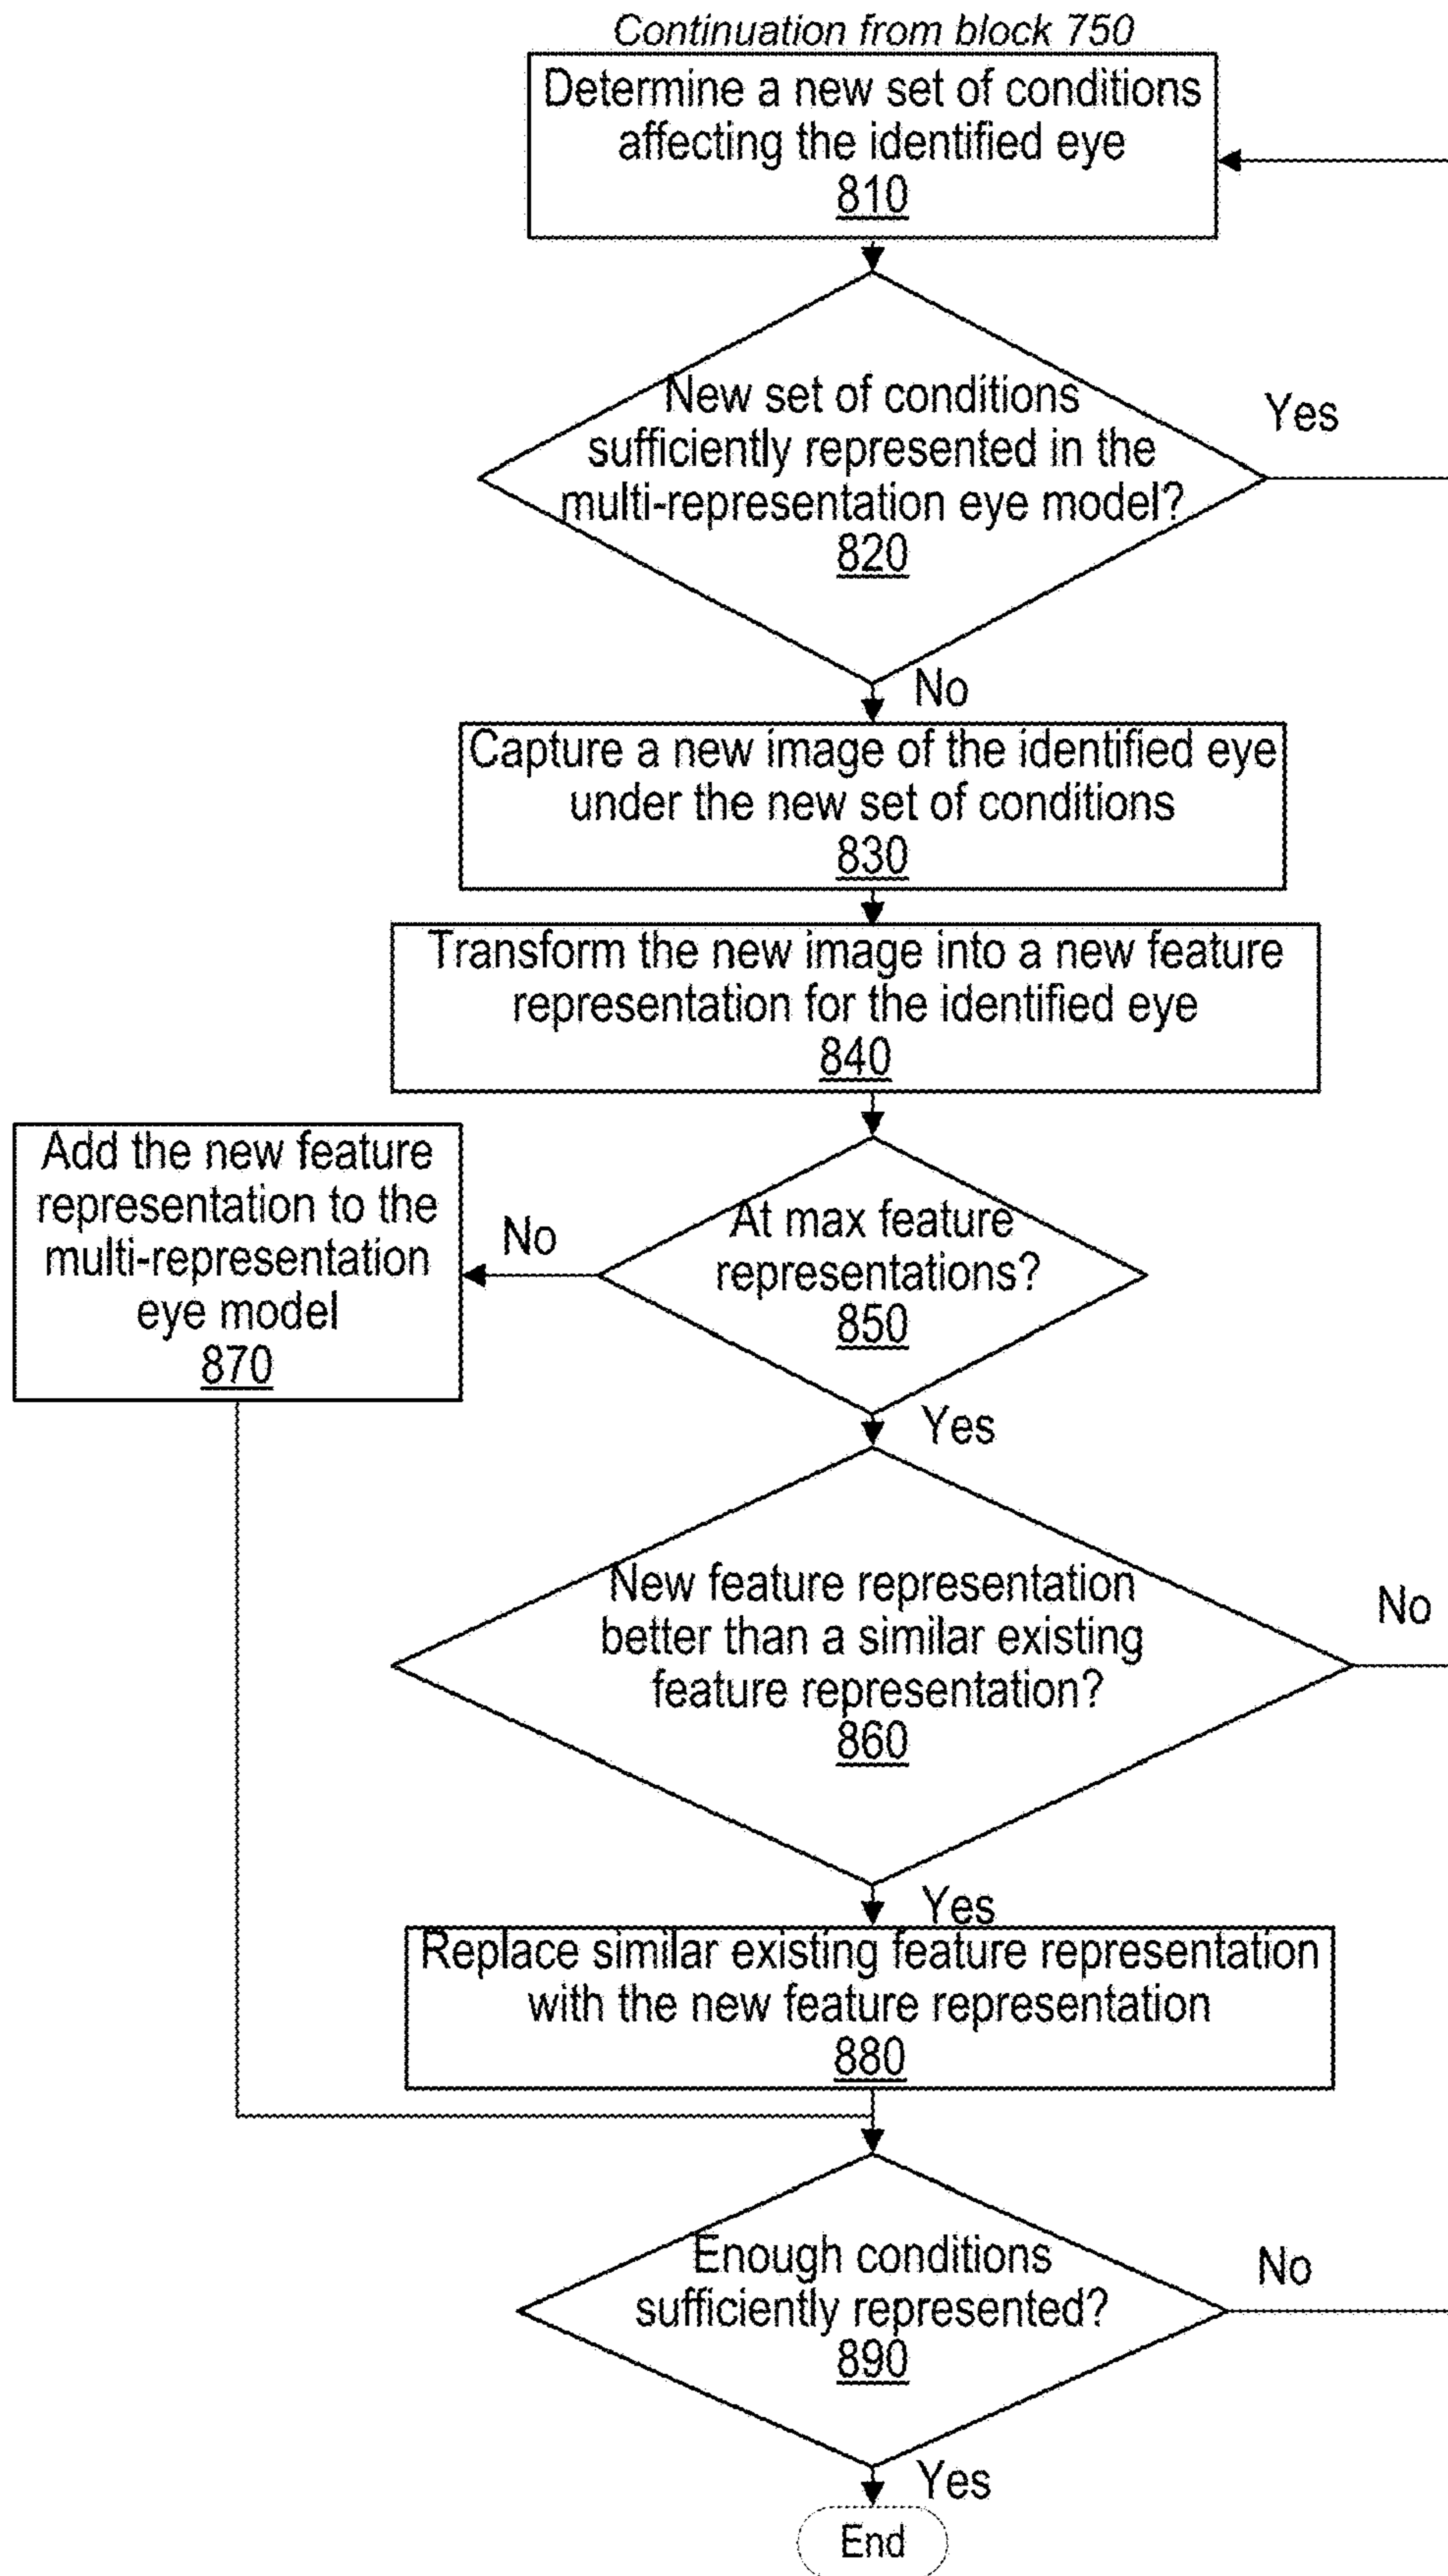 Continuation from block 750
Determine a new set of conditions
affecting the identified eye
810
New set of conditions
sufficiently represented in the
multi-representation eye model?
820
Yes
No
Capture a new image of the identified eye
under the new set of conditions
830
Transform the new image into a new feature
representation for the identified eye
840
Add the new feature
representation to the
multi-representation
eye model
870
No
At max feature
representations?
850
Yes
New feature representation
better than a similar existing
feature representation?
860
No
Yes
Replace similar existing feature representation
with the new feature representation
880
Enough conditions
sufficiently represented?
890
No
Yes
End